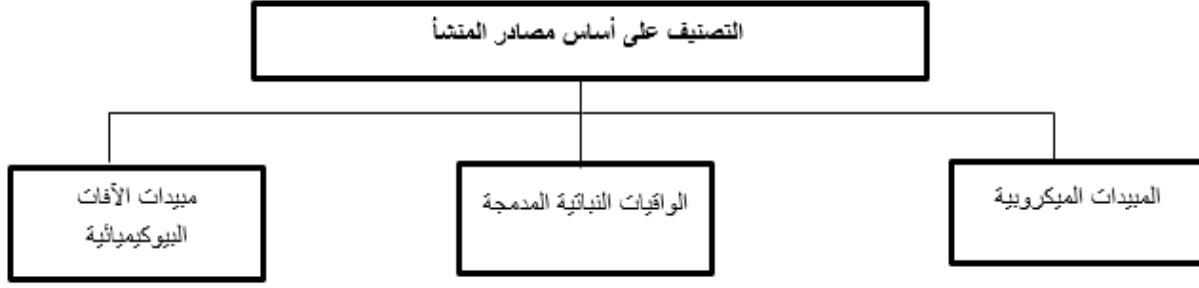 التصنيف على أساس مصادر المنشأ
المبيدات الميكروبية
الواقيات النباتية المدمجة
مبيدات الآفات
البيوكيميائية